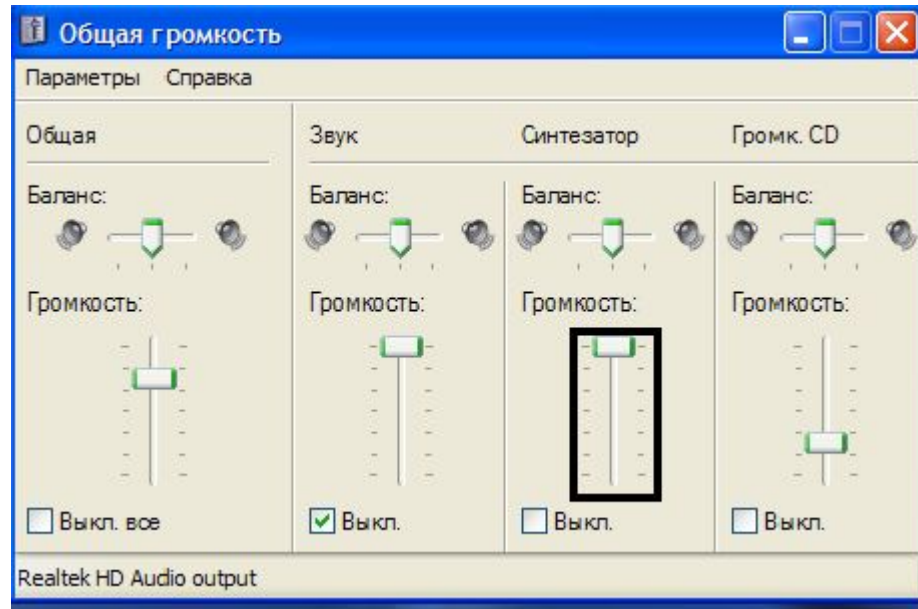 Общая громкость
Параметры Справка
Общая Звук Синтезатор Громк. CD
Баланс: Баланс: Баланс: Баланс:
Громкость: Громкость: Громкость: Громкость:
Выкл. все Выкл. Выкл. Выкл.
Realtek HD Audio output